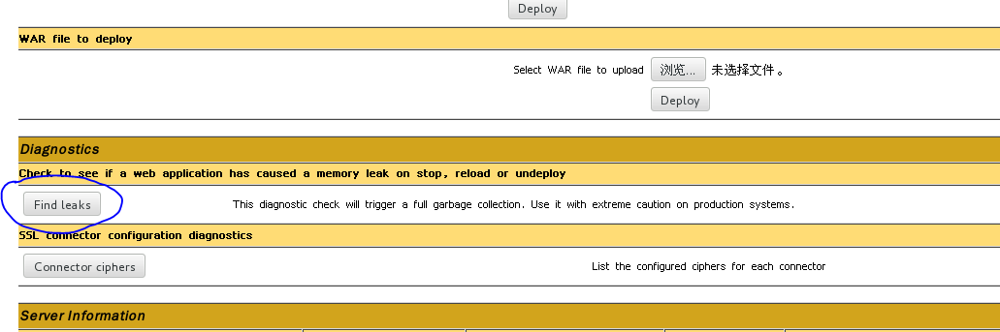 Deploy
WAR file to deploy
Select WAR file to upload 浏览... 未选择文件。
Deploy
Diagnostics
Check to see if a web application has caused a memory leak on stop, reload or undeploy
Find leaks This diagnostic check will trigger a full garbage collection. Use it with extreme caution on production systems.
SSL connector configuration diagnostics
Connector ciphers List the configured ciphers for each connector
Server Information